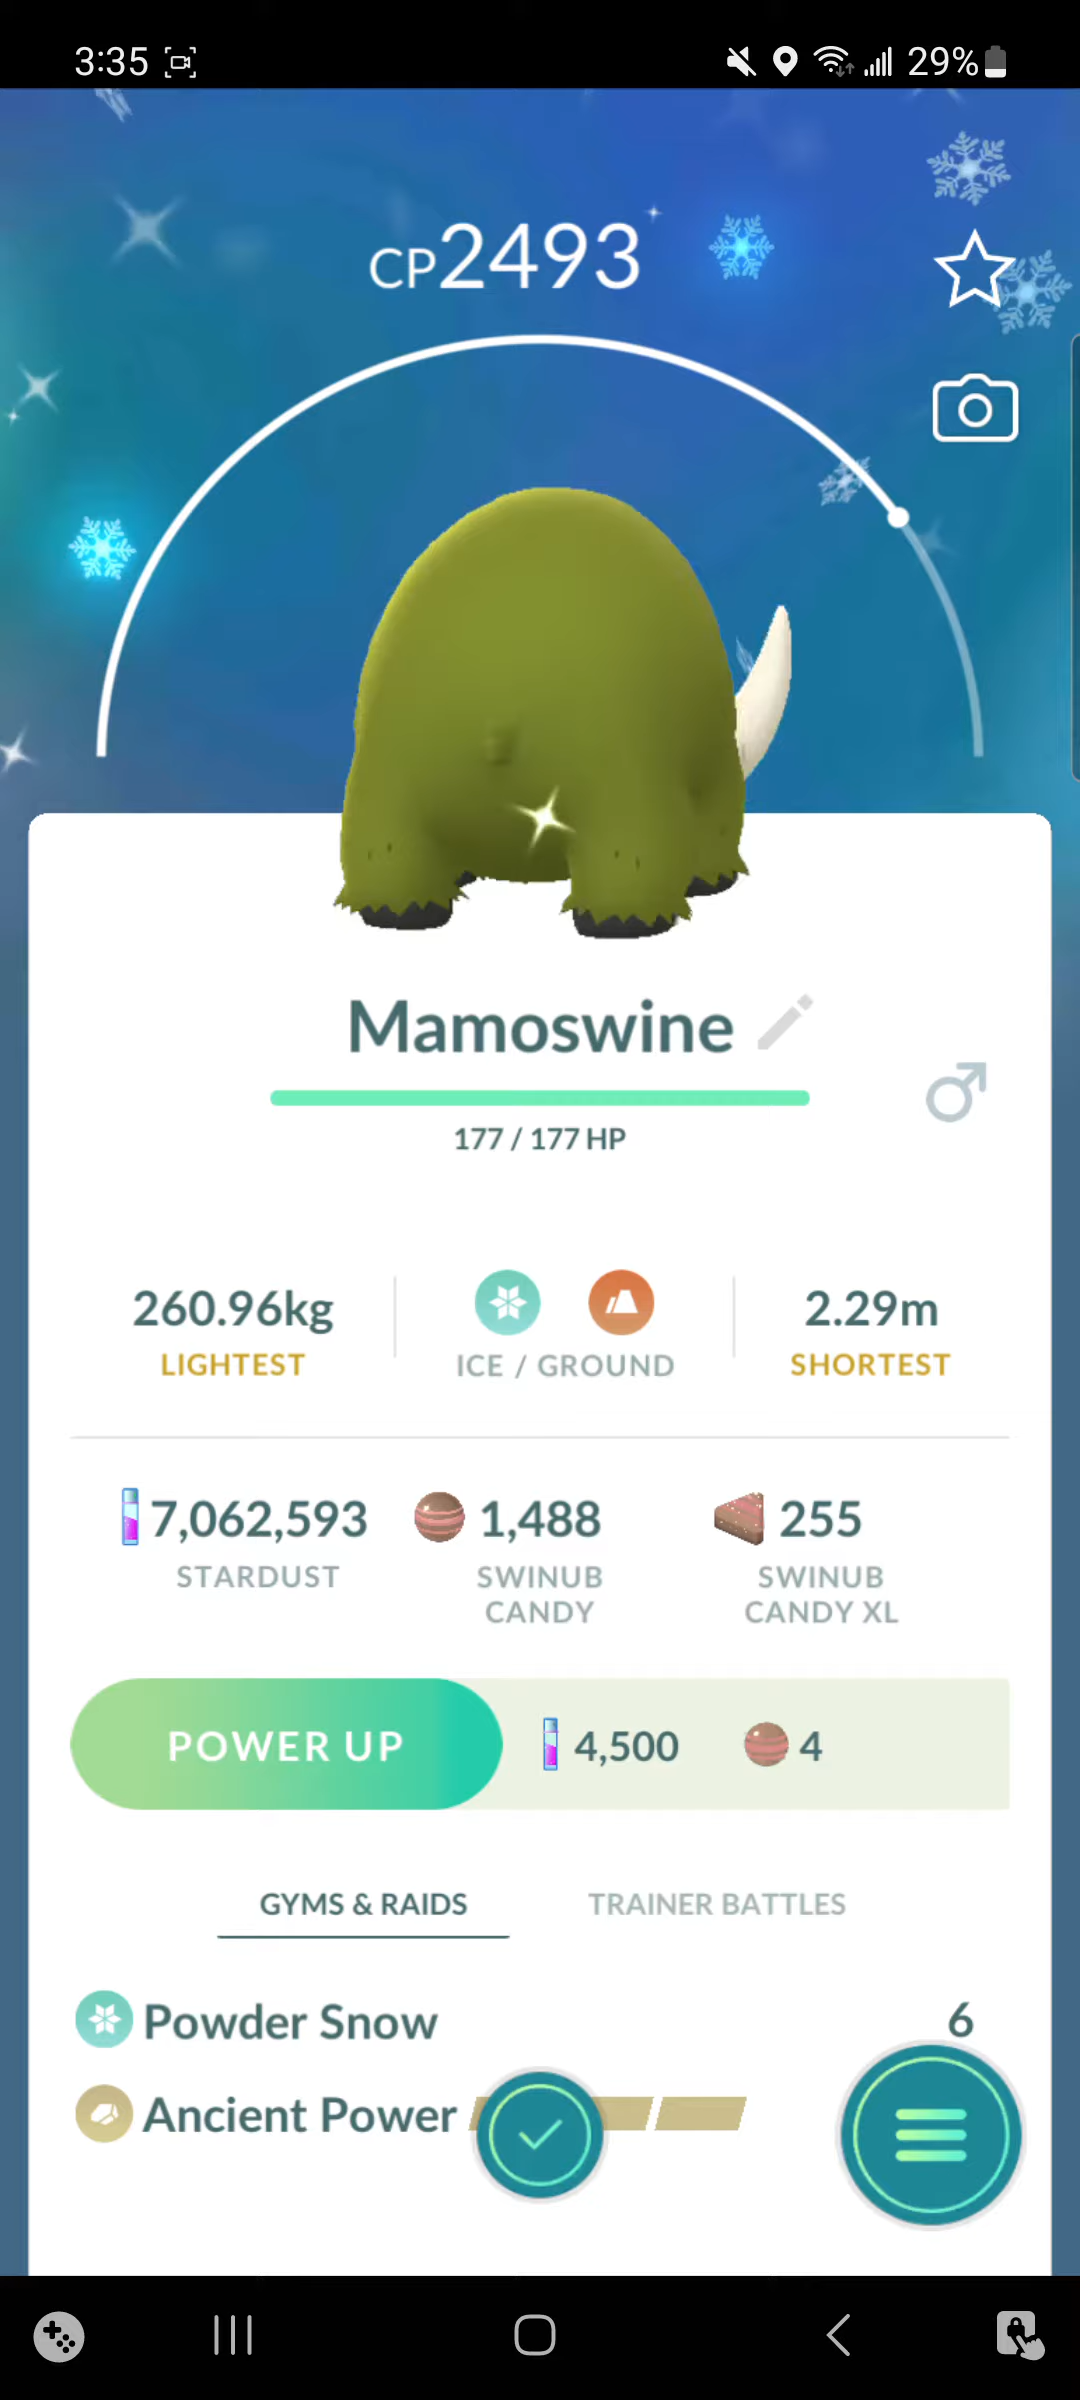 3:35
29%
CP2493
Mamoswine
177 / 177 HP
260.96kg
LIGHTEST
ICE / GROUND
2.29m
SHORTEST
7,062,593
STARDUST
1,488
SWINUB
CANDY
255
SWINUB
CANDY XL
POWER UP
4,500
4
GYMS & RAIDS
TRAINER BATTLES
Powder Snow
6
Ancient Power